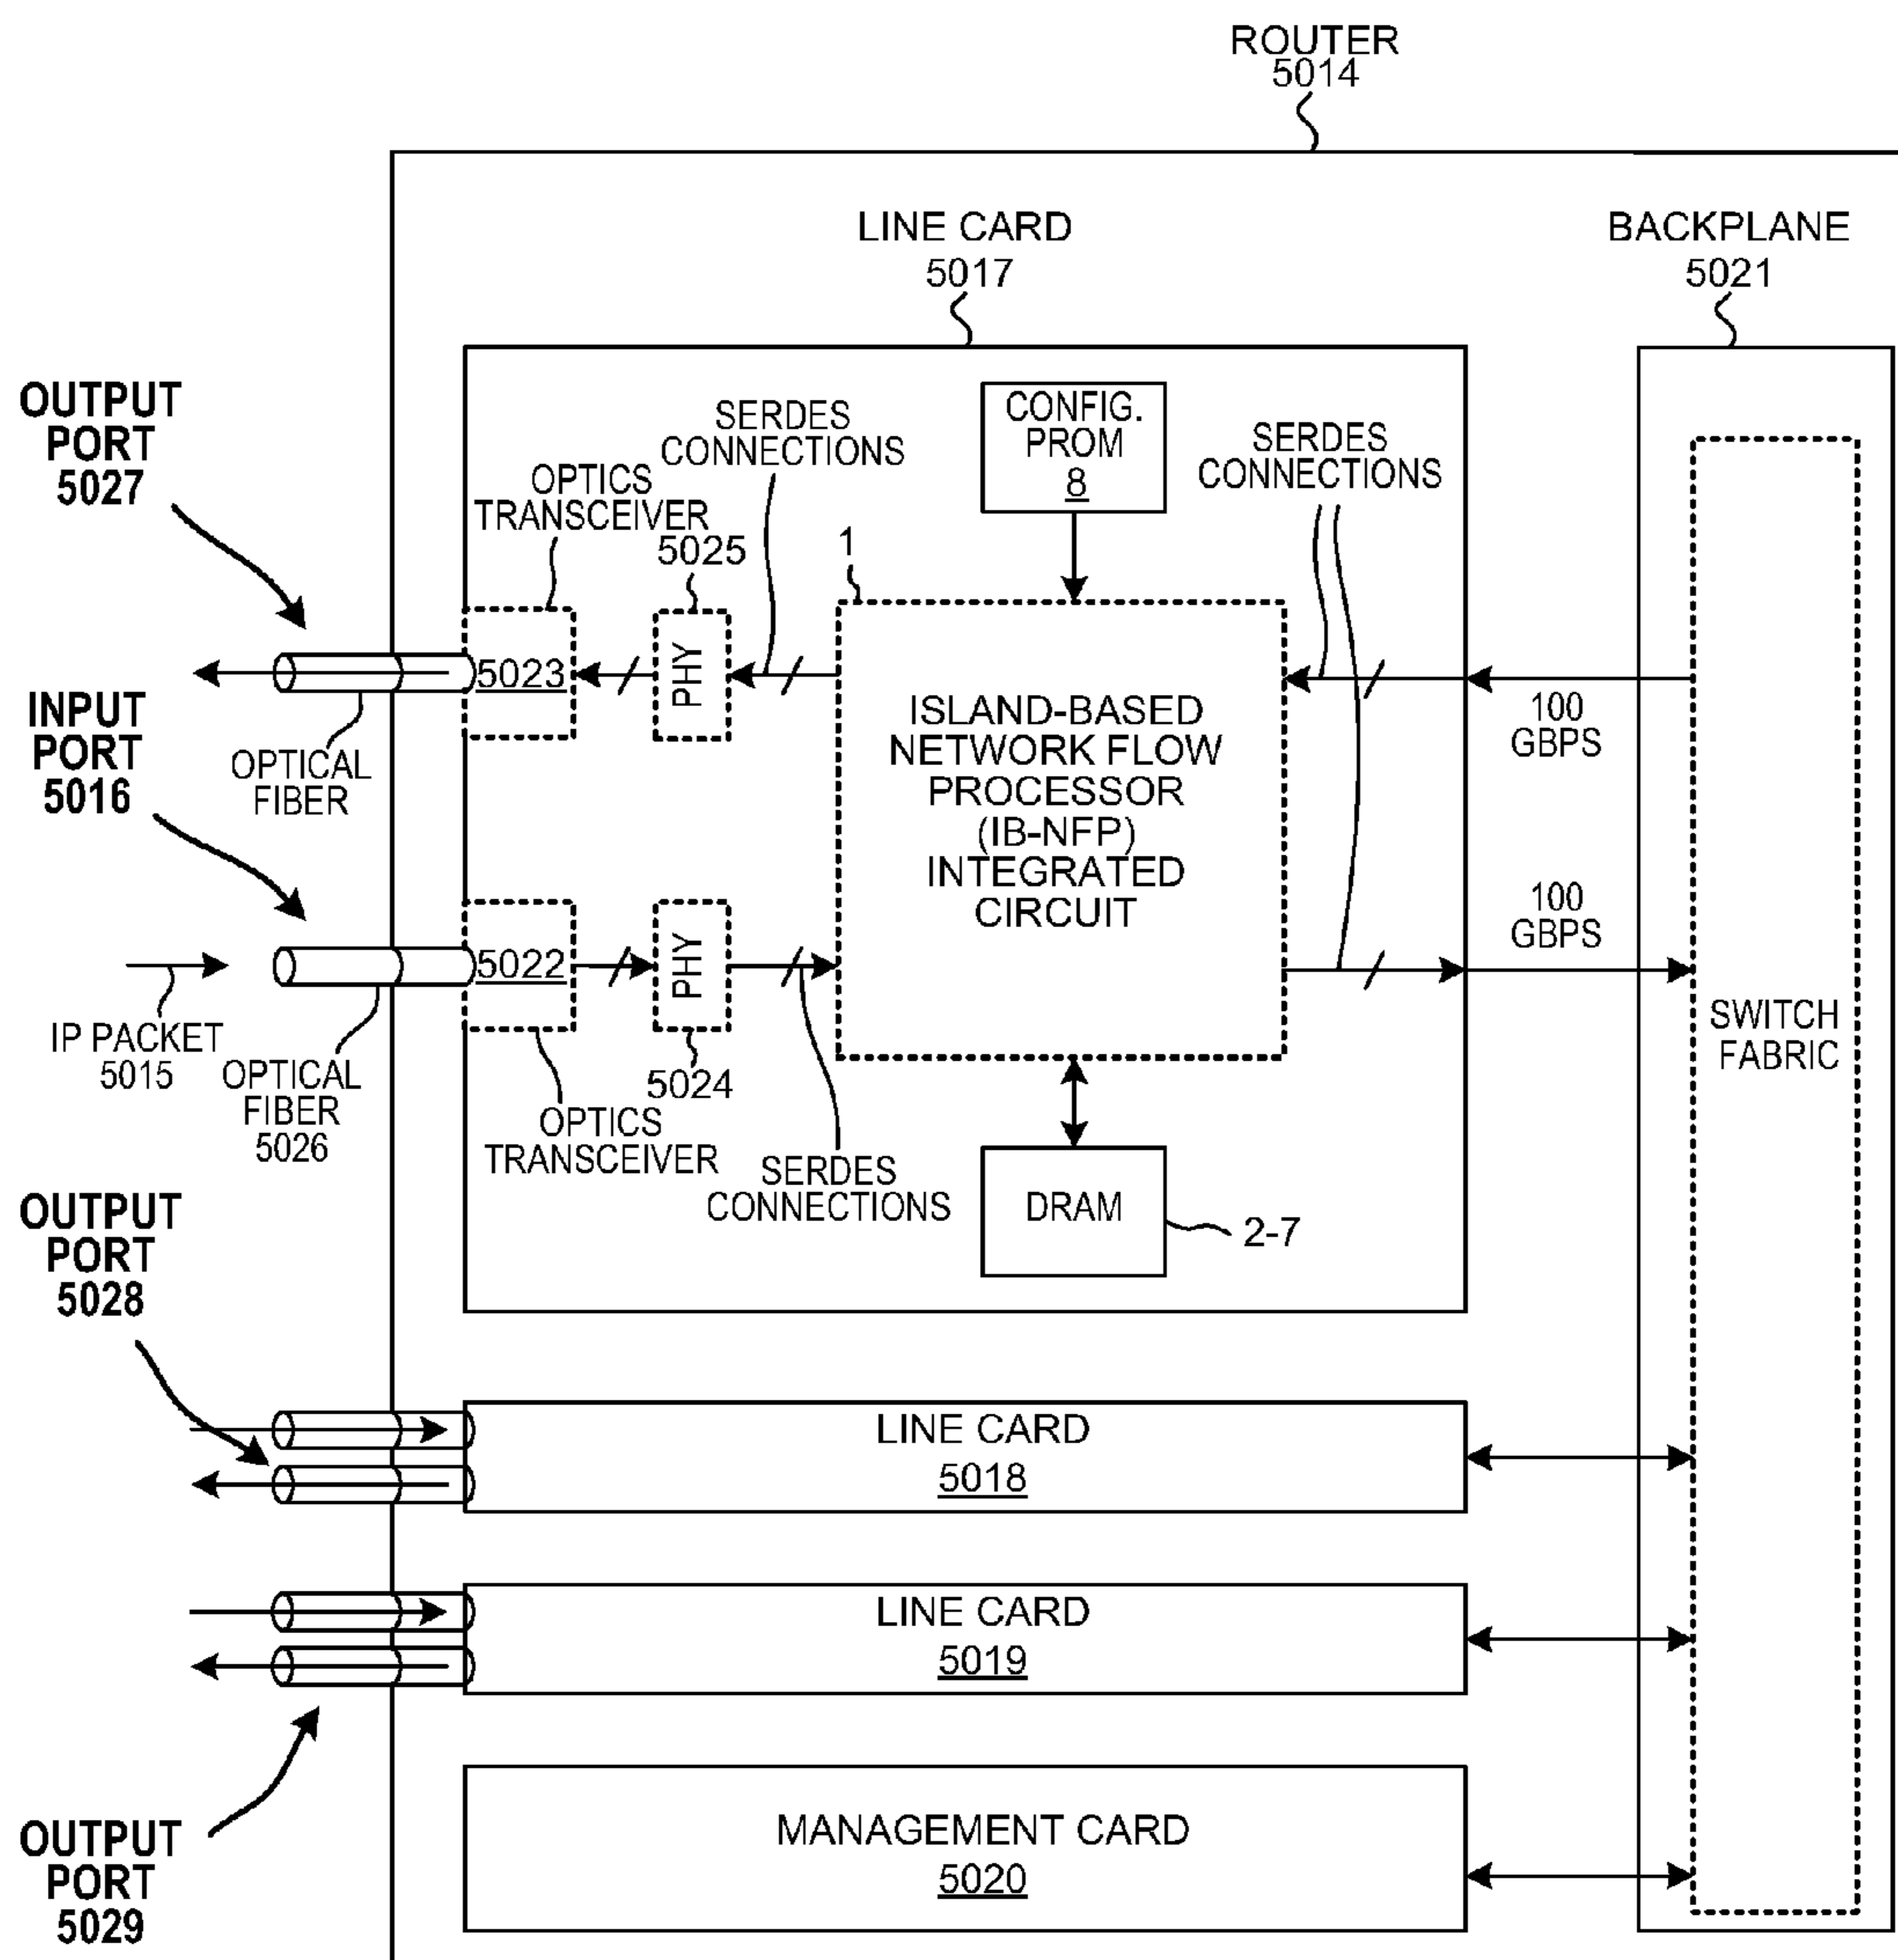 ROUTER
5014
LINE CARD
5017
BACKPLANE
5021
OUTPUT
PORT
5027
SERDES
CONNECTIONS
CONFIG.
PROM
8
SERDES
CONNECTIONS
OPTICS
TRANSCEIVER
5025
1
5023
PHY
INPUT
PORT
5016
OPTICAL
FIBER
ISLAND-BASED
NETWORK FLOW
PROCESSOR
(IB-NFP)
INTEGRATED
CIRCUIT
100
GBPS
100
GBPS
5022
PHY
IP PACKET
5015
OPTICAL
FIBER
5026
5024
OPTICS
TRANSCEIVER
SERDES
CONNECTIONS
SWITCH
FABRIC
DRAM
2-7
OUTPUT
PORT
5028
LINE CARD
5018
LINE CARD
5019
OUTPUT
PORT
5029
MANAGEMENT CARD
5020